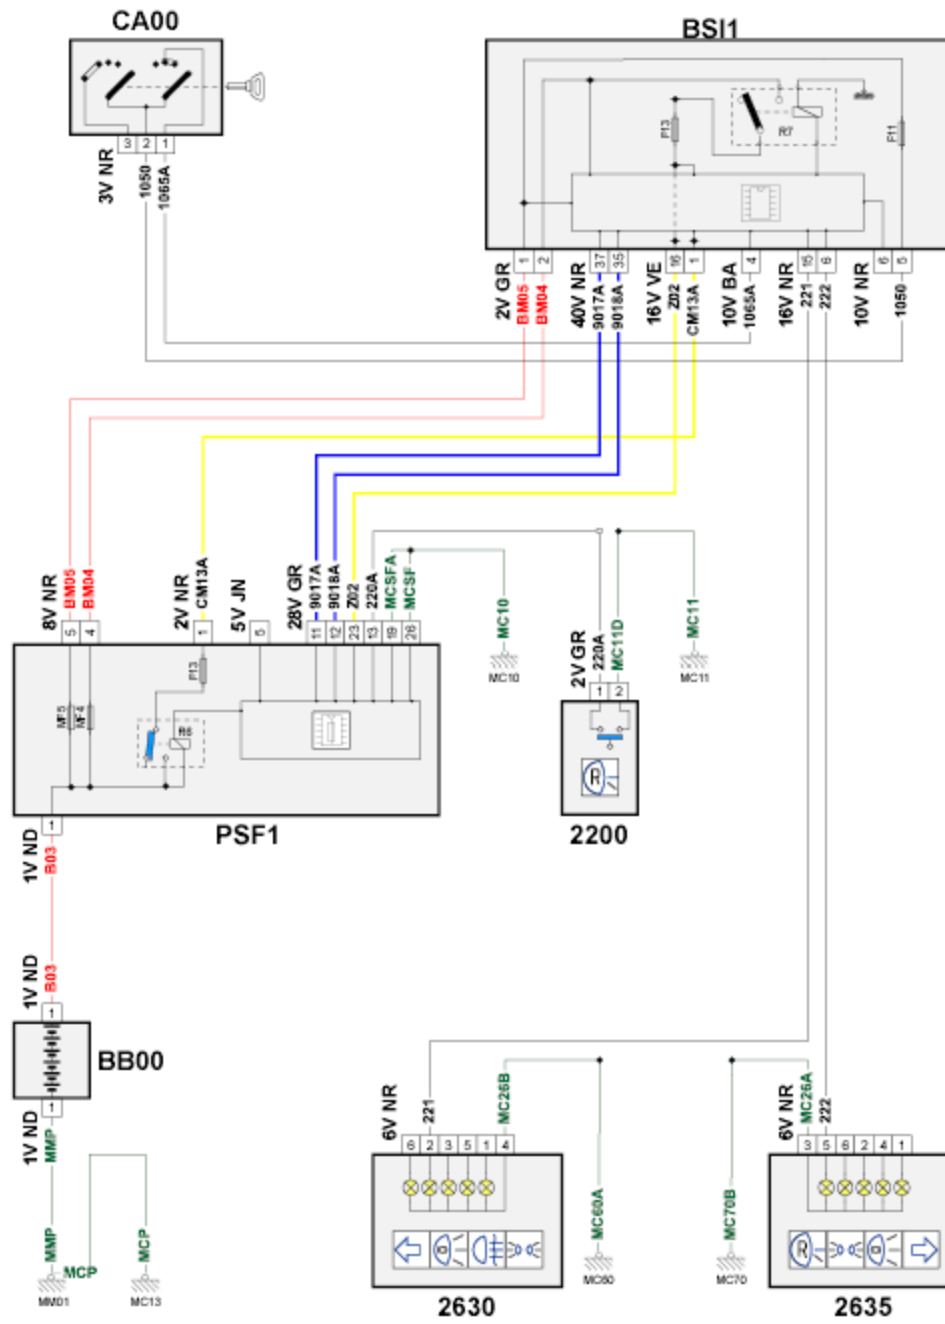 CA00
BSI1
F13
R7
F11
3 2 1
3V NR
1050
1065A
1 2
37 35
16 1
4
15 6
6 5
2V GR
BM05
BM04
40V NR
9017A
9018A
16V VE
Z02
CM13A
10V BA
1065A
16V NR
221
222
10V NR
1050
8V NR
BM05
BM04
2V NR
CM13A
5V JN
28V GR
9017A
9018A
Z02
220A
MCSFA
MCSF
MC10
MC10
2V GR
220A
MC11D
MC11
MC11
5 4
1
5
11 12 23 13 19 26
1 2
F13
MF5
MF4
R6
R
PSF1
2200
1
1V ND
B03
1V ND
B03
1
BB00
1
1V ND
MMP
MMP
MCP
MCP
MM01
MC13
6V NR
221
MC26B
6 2 3 5 1 4
MC60A
MC60
2630
MC70B
MC70
6V NR
MC26A
222
3 5 6 2 4 1
R
2635